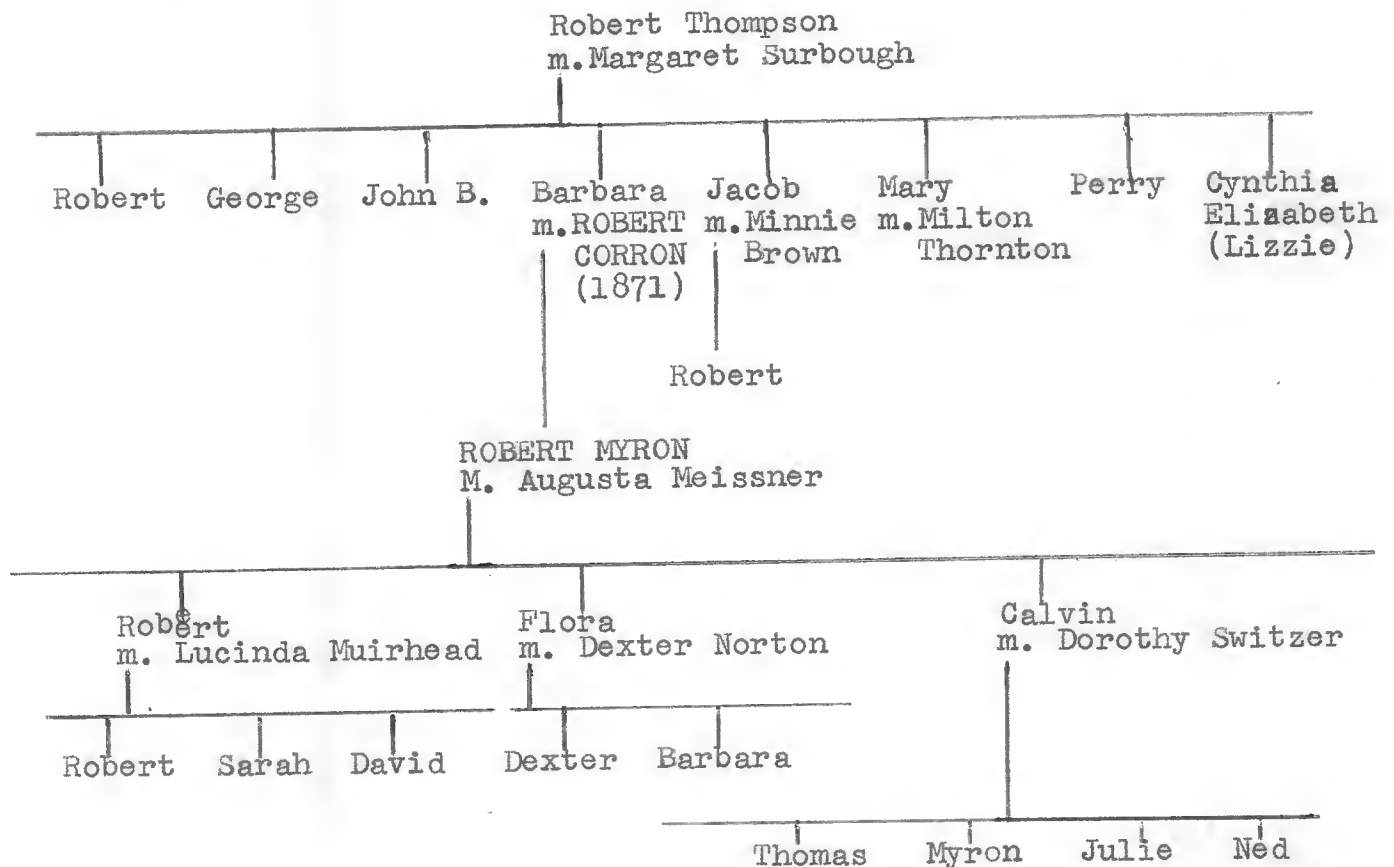 Robert Thompson
m.Margaret Surbough
Robert George John B. Barbara Jacob Mary Perry Cynthia
m.ROBERT m.Minnie m.Milton Elisabeth
CORRON Brown Thornton (Lizzie)
(1871)
Robert
ROBERT MYRON
M. Augusta Meissner
Robert Flora Calvin
m. Lucinda Muirhead m. Dexter Norton m. Dorothy Switzer
Robert Sarah David Dexter Barbara
Thomas Myron Julie Ned